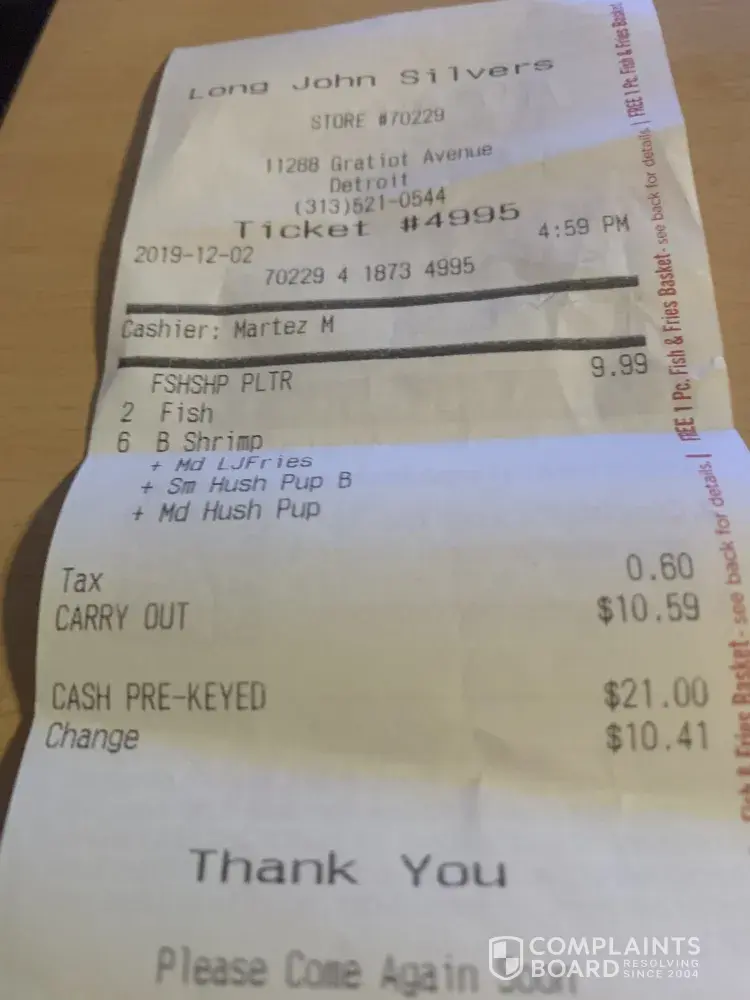 Long John Silvers
STORE #70229
11288 Gratiot Avenue
Detroit
(313)521-0544
Ticket #4995
2019-12-02 4:59 PM
70229 4 1873 4995
Cashier: Martez M
FSHSHP PLTR 9.99
2 Fish
6 B Shrimp
+ Md LJFries
+ Sm Hush Pup B
+ Md Hush Pup
Tax 0.60
CARRY OUT $10.59
CASH PRE-KEYED $21.00
Change $10.41
Thank You
Please Come Again Soon
Fish & Fries Basket - see back for details. | FREE 1 Pc. Fish & Fries Basket - see back for details. | FREE 1 Pc. Fish & Fries Basket
COMPLAINTS
BOARD RESOLVING
SINCE 2004